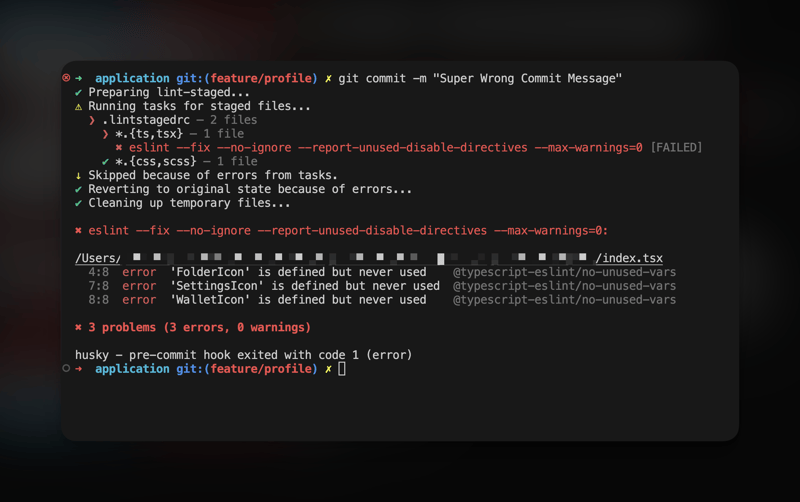 ➜  application git:(feature/profile) ✗ git commit -m "Super Wrong Commit Message"
✔ Preparing lint-staged...
⚠ Running tasks for staged files...
  ❯ .lintstagedrc — 2 files
    ❯ *.{ts,tsx} — 1 file
      ✖ eslint --fix --no-ignore --report-unused-disable-directives --max-warnings=0 [FAILED]
    ✔ *.{css,scss} — 1 file
↓ Skipped because of errors from tasks.
✔ Reverting to original state because of errors...
✔ Cleaning up temporary files...
✖ eslint --fix --no-ignore --report-unused-disable-directives --max-warnings=0:
/Users/ /index.tsx
  4:8  error  'FolderIcon' is defined but never used    @typescript-eslint/no-unused-vars
  7:8  error  'SettingsIcon' is defined but never used  @typescript-eslint/no-unused-vars
  8:8  error  'WalletIcon' is defined but never used    @typescript-eslint/no-unused-vars
✖ 3 problems (3 errors, 0 warnings)
husky - pre-commit hook exited with code 1 (error)
➜  application git:(feature/profile) ✗